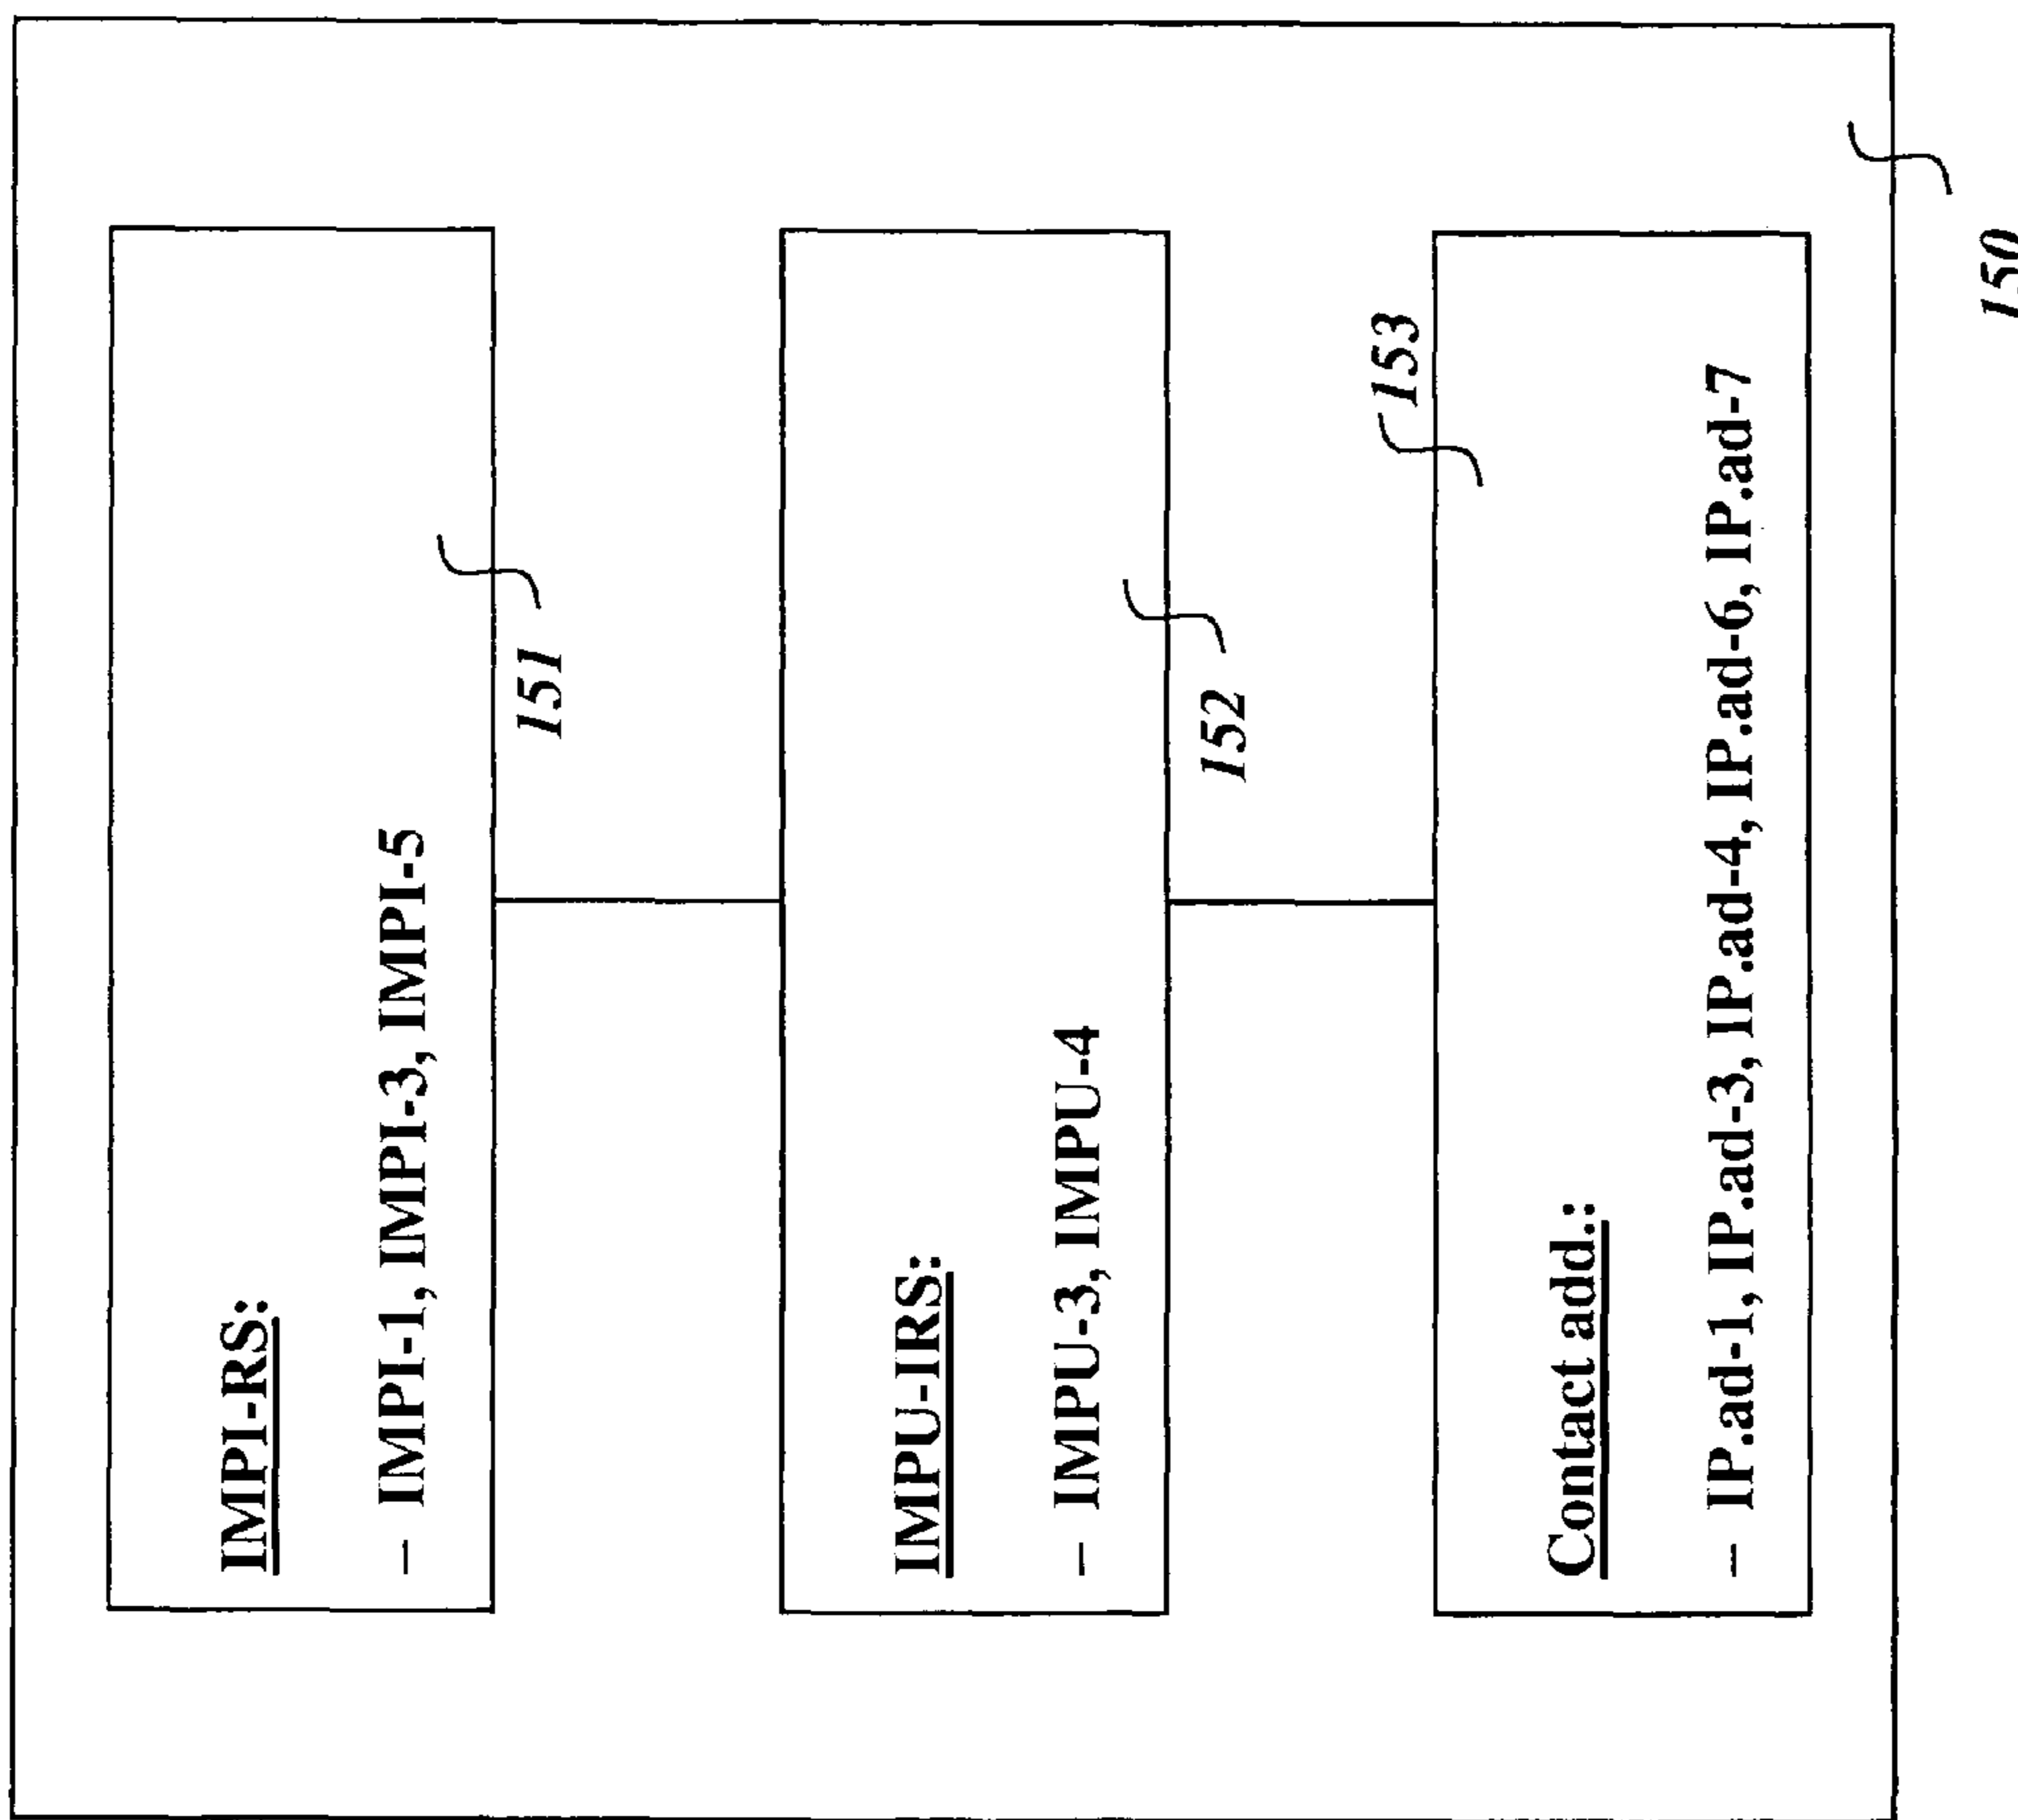 IMPI-RS:
– IMPI-1, IMPI-3, IMPI-5
151
IMPU-IRS:
– IMPU-3, IMPU-4
152
153
Contact add.:
– IP.ad-1, IP.ad-3, IP.ad-4, IP.ad-6, IP.ad-7
150